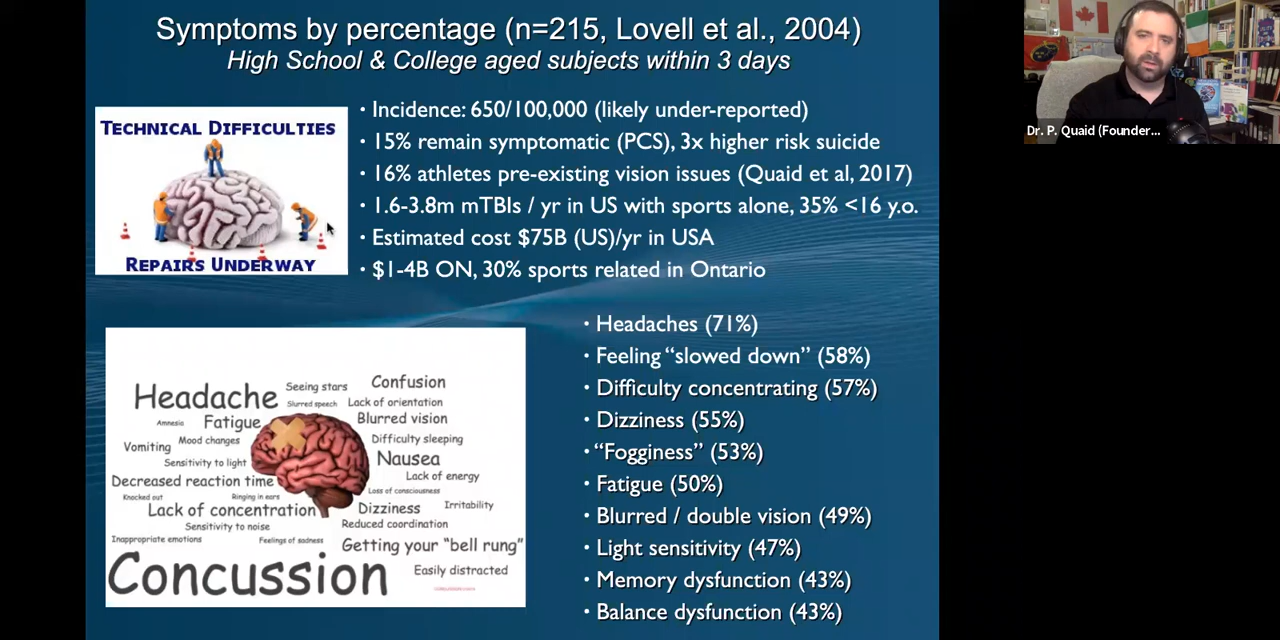 Symptoms by percentage (n=215, Lovell et al., 2004)
High School & College aged subjects within 3 days
TECHNICAL DIFFICULTIES
REPAIRS UNDERWAY
• Incidence: 650/100,000 (likely under-reported)
• 15% remain symptomatic (PCS), 3x higher risk suicide
• 16% athletes pre-existing vision issues (Quaid et al, 2017)
• 1.6-3.8m mTBIs / yr in US with sports alone, 35% <16 y.o.
• Estimated cost $75B (US)/yr in USA
• $1-4B ON, 30% sports related in Ontario
Dr. P. Quaid (Founder...
Headache
Seeing stars
Confusion
Slurred speech
Lack of orientation
Amnesia
Fatigue
Blurred vision
Vomiting
Mood changes
Difficulty sleeping
Sensitivity to light
Nausea
Decreased reaction time
Lack of energy
Knocked out
Ringing in ears
Loss of consciousness
Lack of concentration
Dizziness
Irritability
Sensitivity to noise
Reduced coordination
Inappropriate emotions
Feelings of sadness
Getting your "bell rung"
Concussion
Easily distracted
• Headaches (71%)
• Feeling “slowed down” (58%)
• Difficulty concentrating (57%)
• Dizziness (55%)
• “Fogginess” (53%)
• Fatigue (50%)
• Blurred / double vision (49%)
• Light sensitivity (47%)
• Memory dysfunction (43%)
• Balance dysfunction (43%)